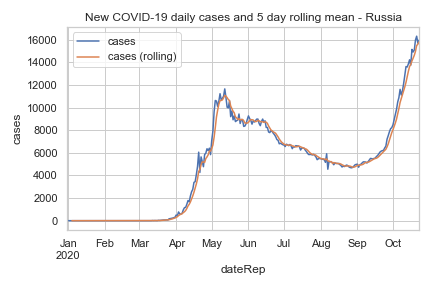 New COVID-19 daily cases and 5 day rolling mean - Russia
cases
cases (rolling)
16000
14000
12000
10000
8000
6000
4000
2000
0
cases
Jan Feb Mar Apr May Jun Jul Aug Sep Oct
2020
dateRep